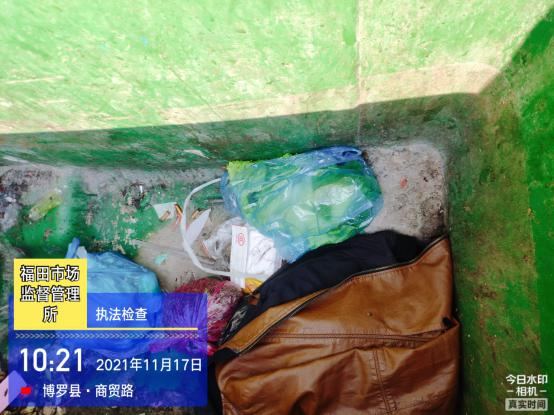 福田市场
监督管理
所
执法检查
10:21 2021年11月17日
博罗县·商贸路
今日水印
相机
真实时间